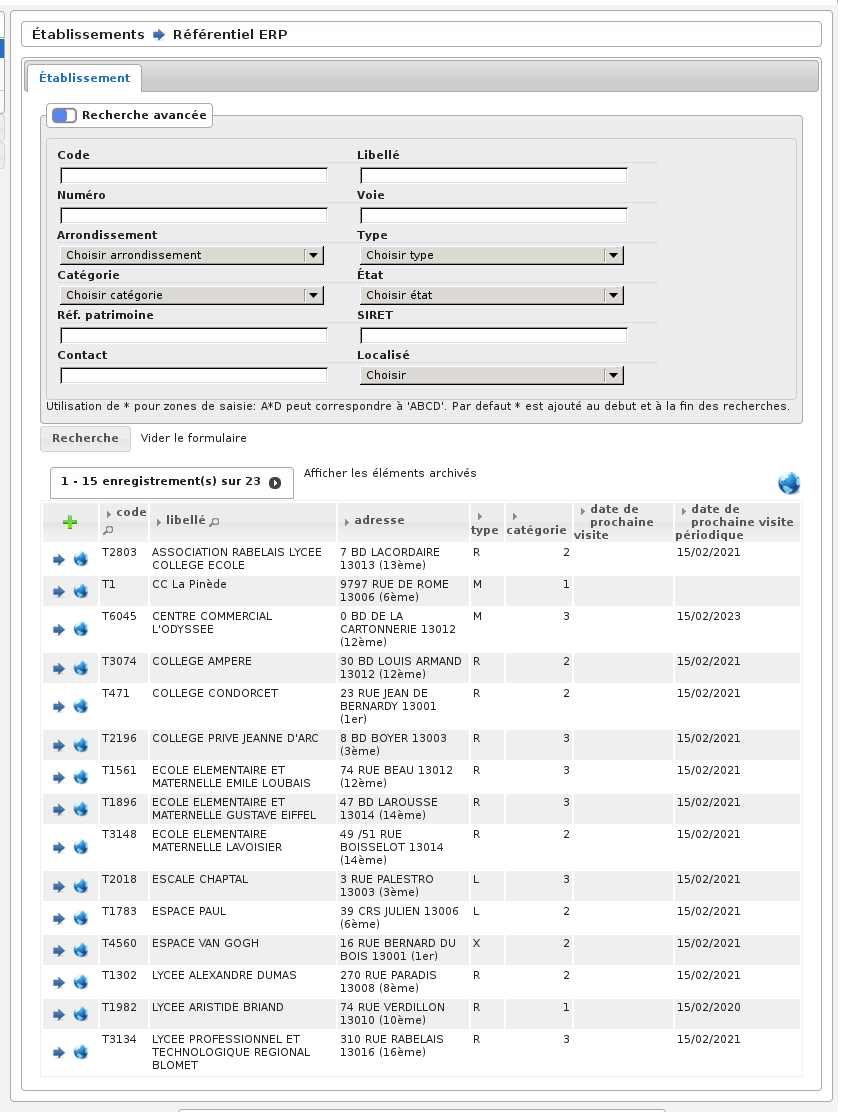 Établissements Référentiel ERP
Établissement
Recherche avancée
Code Libellé
Numéro Voie
Arrondissement Type
Choisir arrondissement Choisir type
Catégorie État
Choisir catégorie Choisir état
Réf. patrimoine SIRET
Contact Localisé
Choisir
Utilisation de * pour zones de saisie: A*D peut correspondre à 'ABCD'. Par defaut * est ajouté au debut et à la fin des recherches.
Recherche Vider le formulaire
1 - 15 enregistrement(s) sur 23 Afficher les éléments archivés
code libellé adresse type catégorie date de prochaine visite date de prochaine visite périodique
T2803 ASSOCIATION RABELAIS LYCEE 7 BD LACORDAIRE R 2 15/02/2021
COLLEGE ECOLE 13013 (13ème)
T1 CC La Pinède 9797 RUE DE ROME M 1
13006 (6ème)
T6045 CENTRE COMMERCIAL 0 BD DE LA M 3 15/02/2023
L'ODYSSEE CARTONNERIE 13012
(12ème)
T3074 COLLEGE AMPERE 30 BD LOUIS ARMAND R 2 15/02/2021
13012 (12ème)
T471 COLLEGE CONDORCET 23 RUE JEAN DE R 2 15/02/2021
BERNARDY 13001
(1er)
T2196 COLLEGE PRIVE JEANNE D'ARC 8 BD BOYER 13003 R 3 15/02/2021
(3ème)
T1561 ECOLE ELEMENTAIRE ET 74 RUE BEAU 13012 R 3 15/02/2021
MATERNELLE EMILE LOUBAIS (12ème)
T1896 ECOLE ELEMENTAIRE ET 47 BD LAROUSSE R 3 15/02/2021
MATERNELLE GUSTAVE EIFFEL 13014 (14ème)
T3148 ECOLE ELEMENTAIRE 49 /51 RUE R 2 15/02/2021
MATERNELLE LAVOISIER BOISSELOT 13014
(14ème)
T2018 ESCALE CHAPTAL 3 RUE PALESTRO L 3 15/02/2021
13003 (3ème)
T1783 ESPACE PAUL 39 CRS JULIEN 13006 L 2 15/02/2021
(6ème)
T4560 ESPACE VAN GOGH 16 RUE BERNARD DU X 2 15/02/2021
BOIS 13001 (1er)
T1302 LYCEE ALEXANDRE DUMAS 270 RUE PARADIS R 2 15/02/2021
13008 (8ème)
T1982 LYCEE ARISTIDE BRIAND 74 RUE VERDILLON R 1 15/02/2020
13010 (10ème)
T3134 LYCEE PROFESSIONNEL ET 310 RUE RABELAIS R 3 15/02/2021
TECHNOLOGIQUE REGIONAL 13016 (16ème)
BLOMET